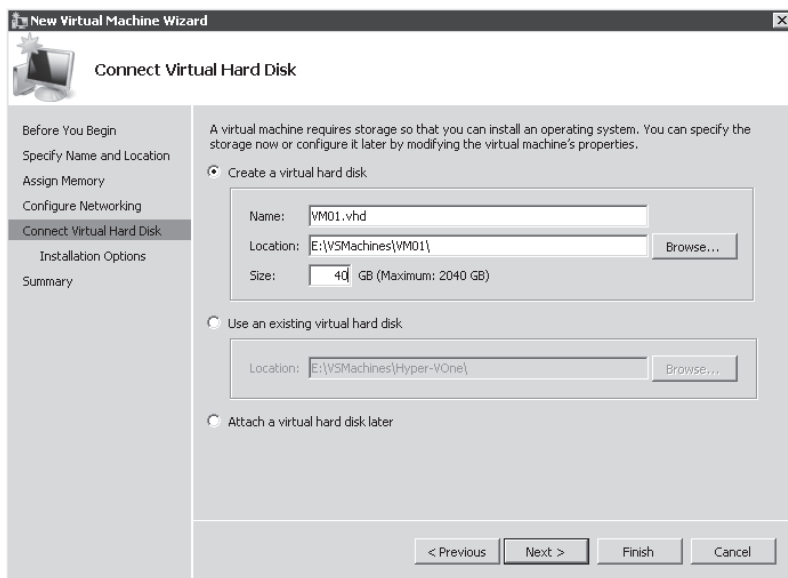 New Virtual Machine Wizard
Connect Virtual Hard Disk
Before You Begin
Specify Name and Location
Assign Memory
Configure Networking
Connect Virtual Hard Disk
Installation Options
Summary
A virtual machine requires storage so that you can install an operating system. You can specify the
storage now or configure it later by modifying the virtual machine's properties.
Create a virtual hard disk
Name: VM01.vhd
Location: E:\VSMachines\VM01\ Browse...
Size: 40 GB (Maximum: 2040 GB)
Use an existing virtual hard disk
Location: E:\VSMachines\Hyper-VOne\ Browse...
Attach a virtual hard disk later
< Previous Next > Finish Cancel